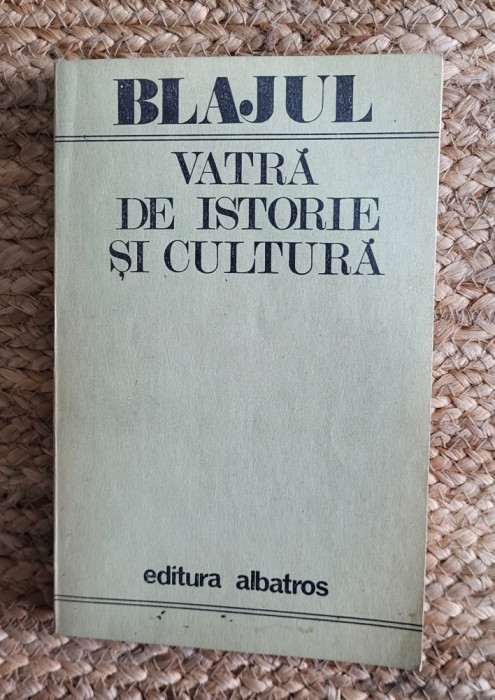 BLAJUL
VATRĂ
DE ISTORIE
ȘI CULTURĂ
editura albatros